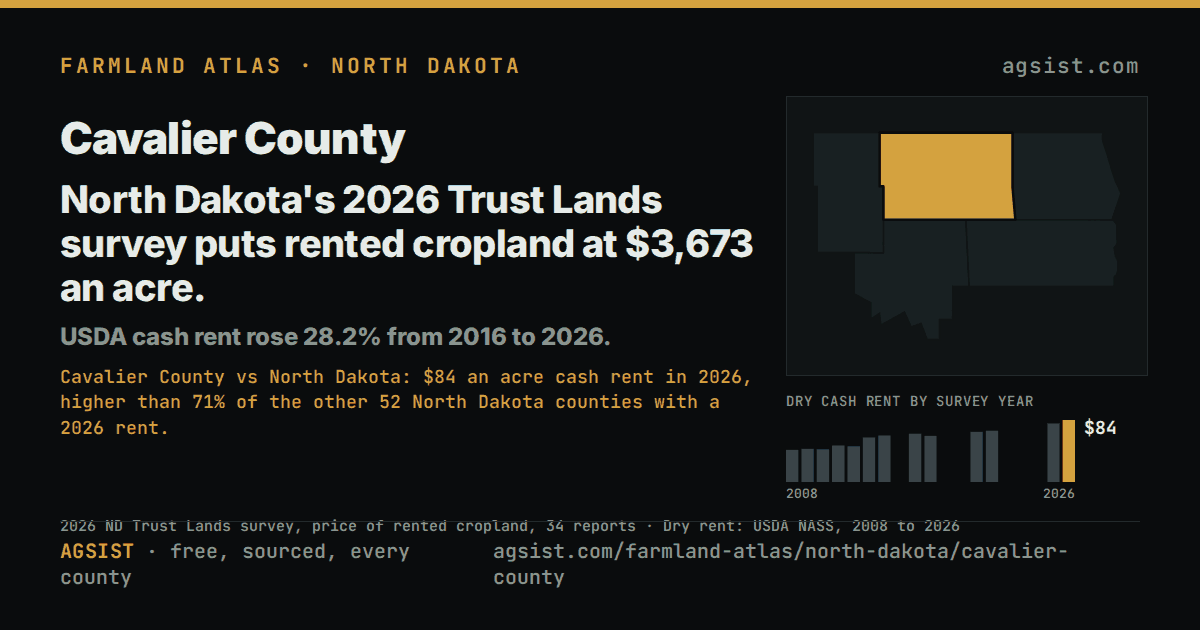 FARMLAND ATLAS · NORTH DAKOTA
agsist.com
Cavalier County
North Dakota's 2026 Trust Lands
survey puts rented cropland at $3,673
an acre.
USDA cash rent rose 28.2% from 2016 to 2026.
Cavalier County vs North Dakota: $84 an acre cash rent in 2026,
higher than 71% of the other 52 North Dakota counties with a
2026 rent.
DRY CASH RENT BY SURVEY YEAR
$84
2008
2026
2026 ND Trust Lands survey, price of rented cropland, 34 reports · Dry rent: USDA NASS, 2008 to 2026
AGSIST · free, sourced, every
county
agsist.com/farmland-atlas/north-dakota/cavalier-
county